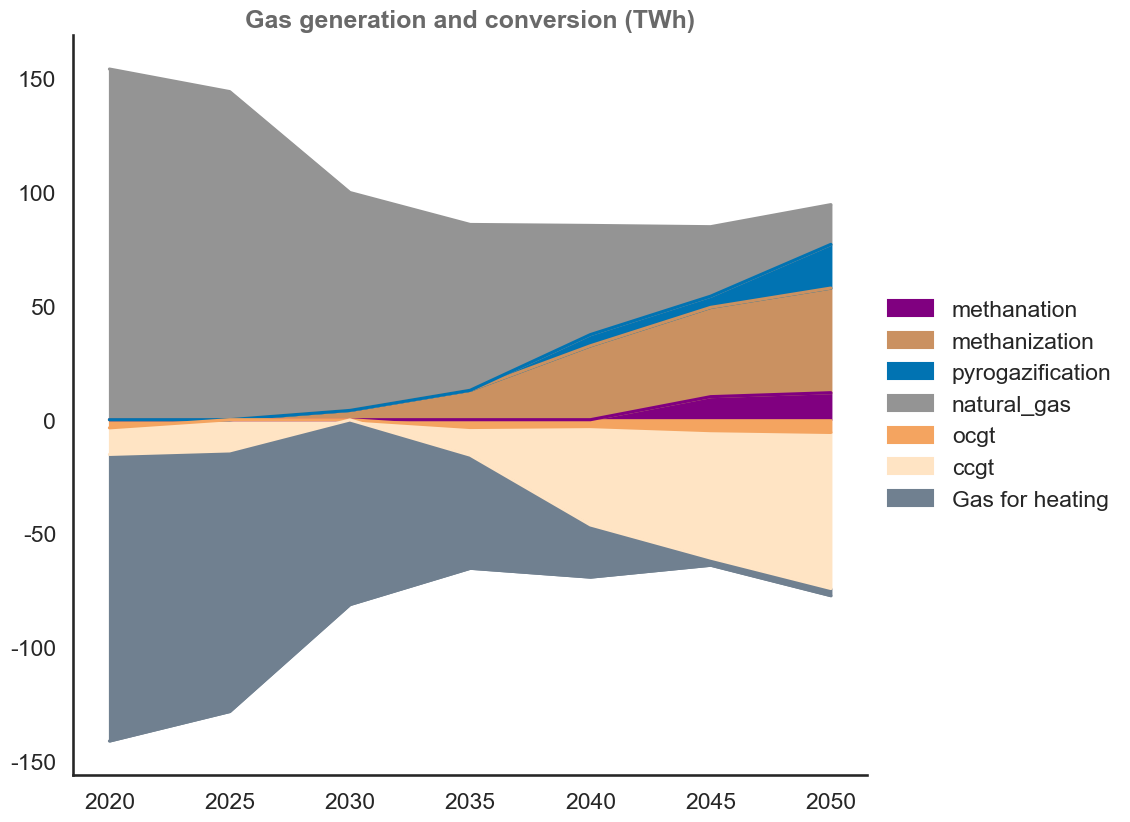 Gas generation and conversion (TWh)
150
100
50
0
-50
-100
-150
2020 2025 2030 2035 2040 2045 2050
methanation
methanization
pyrogazification
natural_gas
ocgt
ccgt
Gas for heating